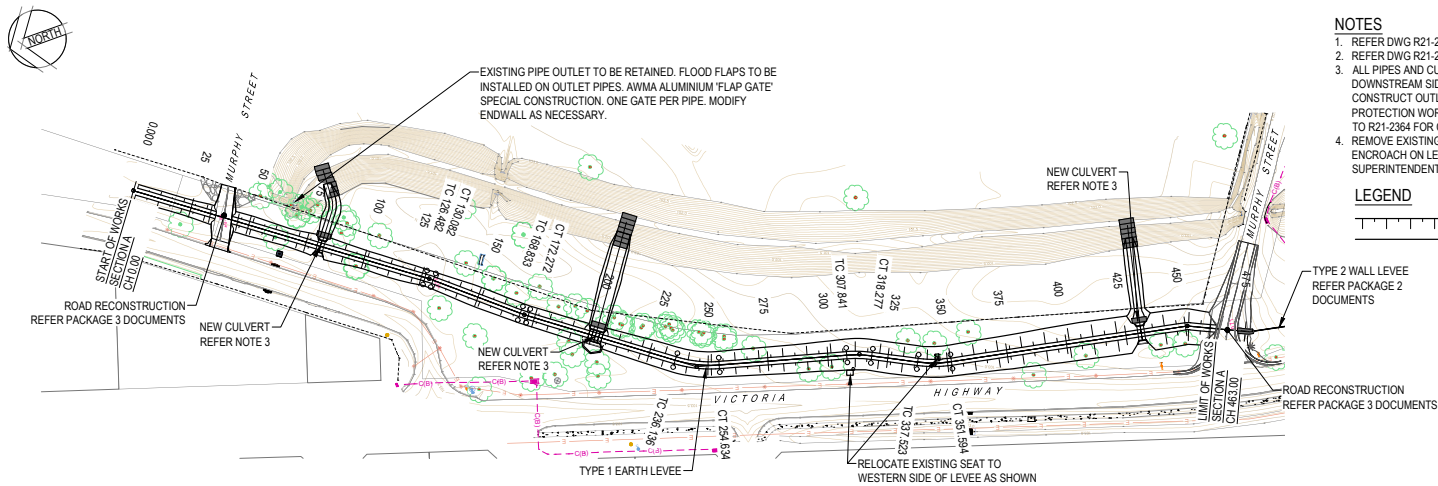 NORTH
EXISTING PIPE OUTLET TO BE RETAINED. FLOOD FLAPS TO BE
INSTALLED ON OUTLET PIPES. AWMA ALUMINIUM 'FLAP GATE'
SPECIAL CONSTRUCTION. ONE GATE PER PIPE. MODIFY
ENDWALL AS NECESSARY.
NOTES
1. REFER DWG R21-2
2. REFER DWG R21-2
3. ALL PIPES AND CU
DOWNSTREAM SID
CONSTRUCT OUTL
PROTECTION WOR
TO R21-2364 FOR
4. REMOVE EXISTING
ENCROACH ON LE
SUPERINTENDENT
LEGEND
MURPHY STREET
MURPHY STREET
0.000
25
50
75
100
125
TC 126.482
CT 130.082
150
TC 168.833
CT 172.272
200
225
250
275
300
TC 307.841
CT 318.277
325
350
375
400
425
450
475
NEW CULVERT
REFER NOTE 3
START OF WORKS
SECTION A
CH 0.00
ROAD RECONSTRUCTION
REFER PACKAGE 3 DOCUMENTS
NEW CULVERT
REFER NOTE 3
NEW CULVERT
REFER NOTE 3
TYPE 2 WALL LEVEE
REFER PACKAGE 2
DOCUMENTS
LIMIT OF WORKS
SECTION A
CH 463.00
ROAD RECONSTRUCTION
REFER PACKAGE 3 DOCUMENTS
VICTORIA HIGHWAY
TC 236.136
CT 254.634
TC 337.523
CT 351.594
TYPE 1 EARTH LEVEE
RELOCATE EXISTING SEAT TO
WESTERN SIDE OF LEVEE AS SHOWN
C(B)
C(B)
C(B)
C(B)
C(B)
C(B)